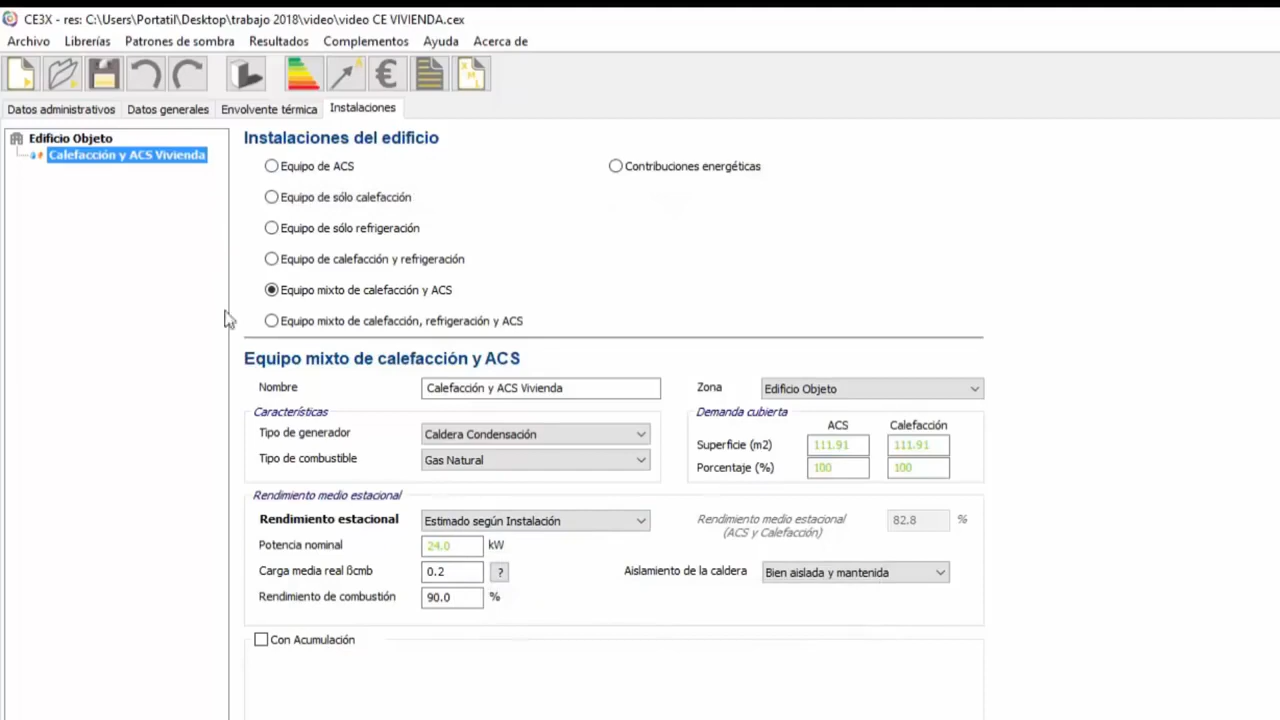 CE3X - res: C:\Users\Portatil\Desktop\trabajo 2018\video\video CE VIVIENDA.cex
Archivo Librerías Patrones de sombra Resultados Complementos Ayuda Acerca de
Datos administrativos Datos generales Envolvente térmica Instalaciones
Edificio Objeto
Calefacción y ACS Vivienda
Instalaciones del edificio
Equipo de ACS Contribuciones energéticas
Equipo de sólo calefacción
Equipo de sólo refrigeración
Equipo de calefacción y refrigeración
Equipo mixto de calefacción y ACS
Equipo mixto de calefacción, refrigeración y ACS
Equipo mixto de calefacción y ACS
Nombre Calefacción y ACS Vivienda Zona Edificio Objeto
Características Demanda cubierta
ACS Calefacción
Tipo de generador Caldera Condensación Superficie (m2) 111.91 111.91
Tipo de combustible Gas Natural Porcentaje (%) 100 100
Rendimiento medio estacional
Rendimiento estacional Estimado según Instalación Rendimiento medio estacional 82.8 %
(ACS y Calefacción)
Potencia nominal 24.0 kW
Carga media real βcmb 0.2 ? Aislamiento de la caldera Bien aislada y mantenida
Rendimiento de combustión 90.0 %
Con Acumulación